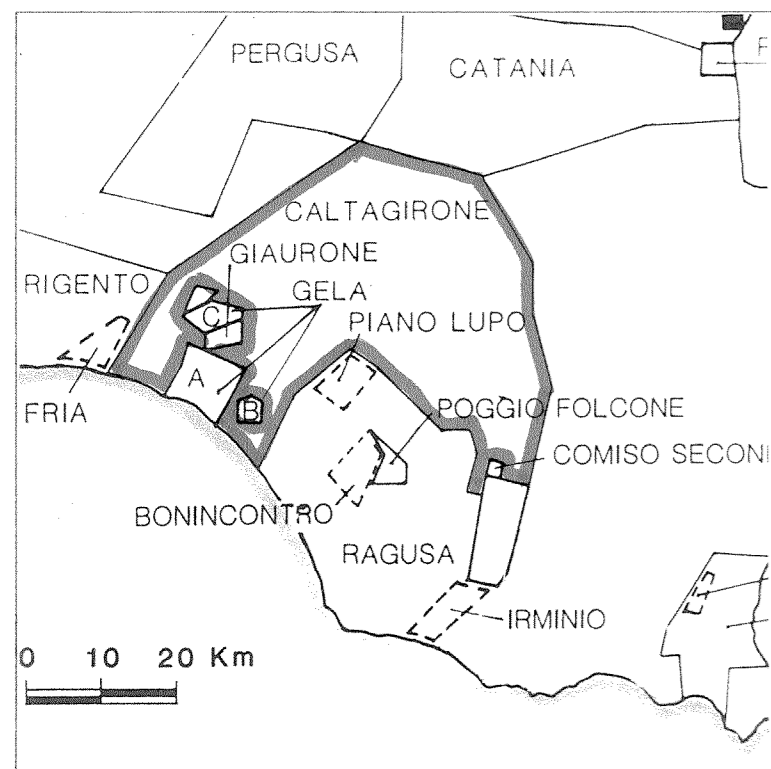 PERGUSA
CATANIA
CALTAGIRONE
GIAURONE
RIGENTO
GELA
C
PIANO LUPO
A
FRIA
B
POGGIO FOLCONE
COMISO SECON
BONINCONTRO
RAGUSA
IRMINIO
0 10 20 Km